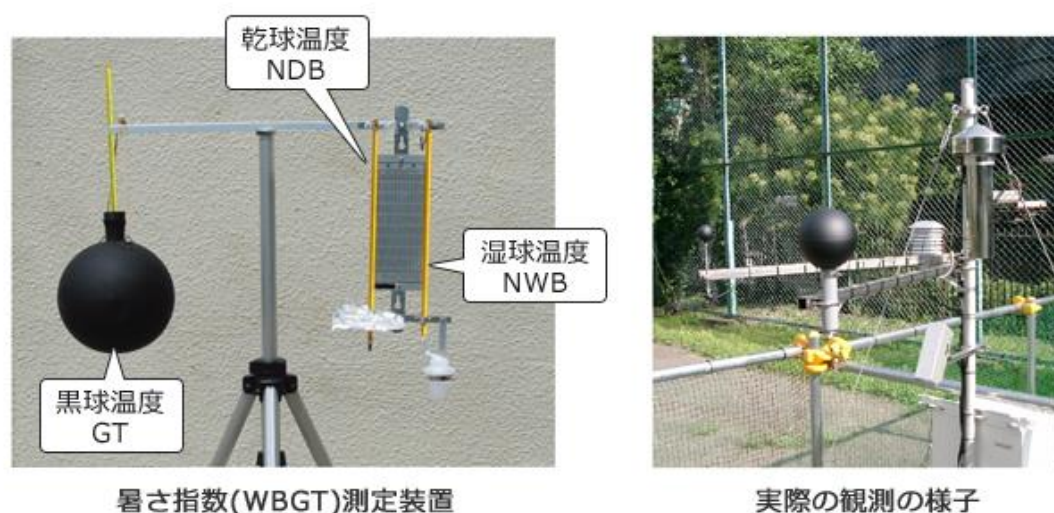 乾球温度
NDB
湿球温度
NWB
黒球温度
GT
暑さ指数(WBGT)測定装置
実際の観測の様子